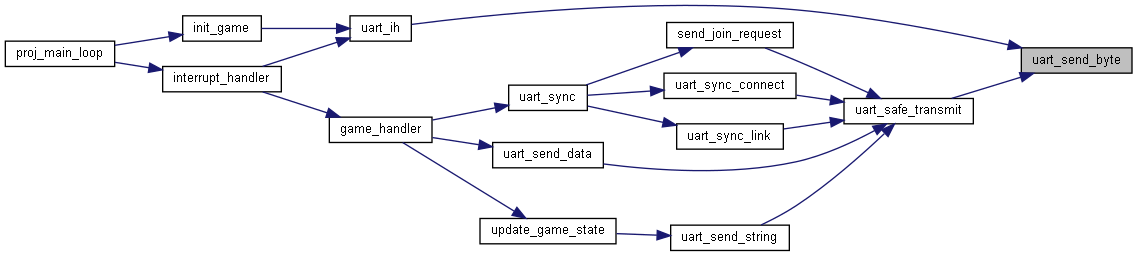 proj_main_loop
init_game
interrupt_handler
uart_ih
game_handler
uart_sync
uart_send_data
update_game_state
send_join_request
uart_sync_connect
uart_sync_link
uart_send_string
uart_safe_transmit
uart_send_byte